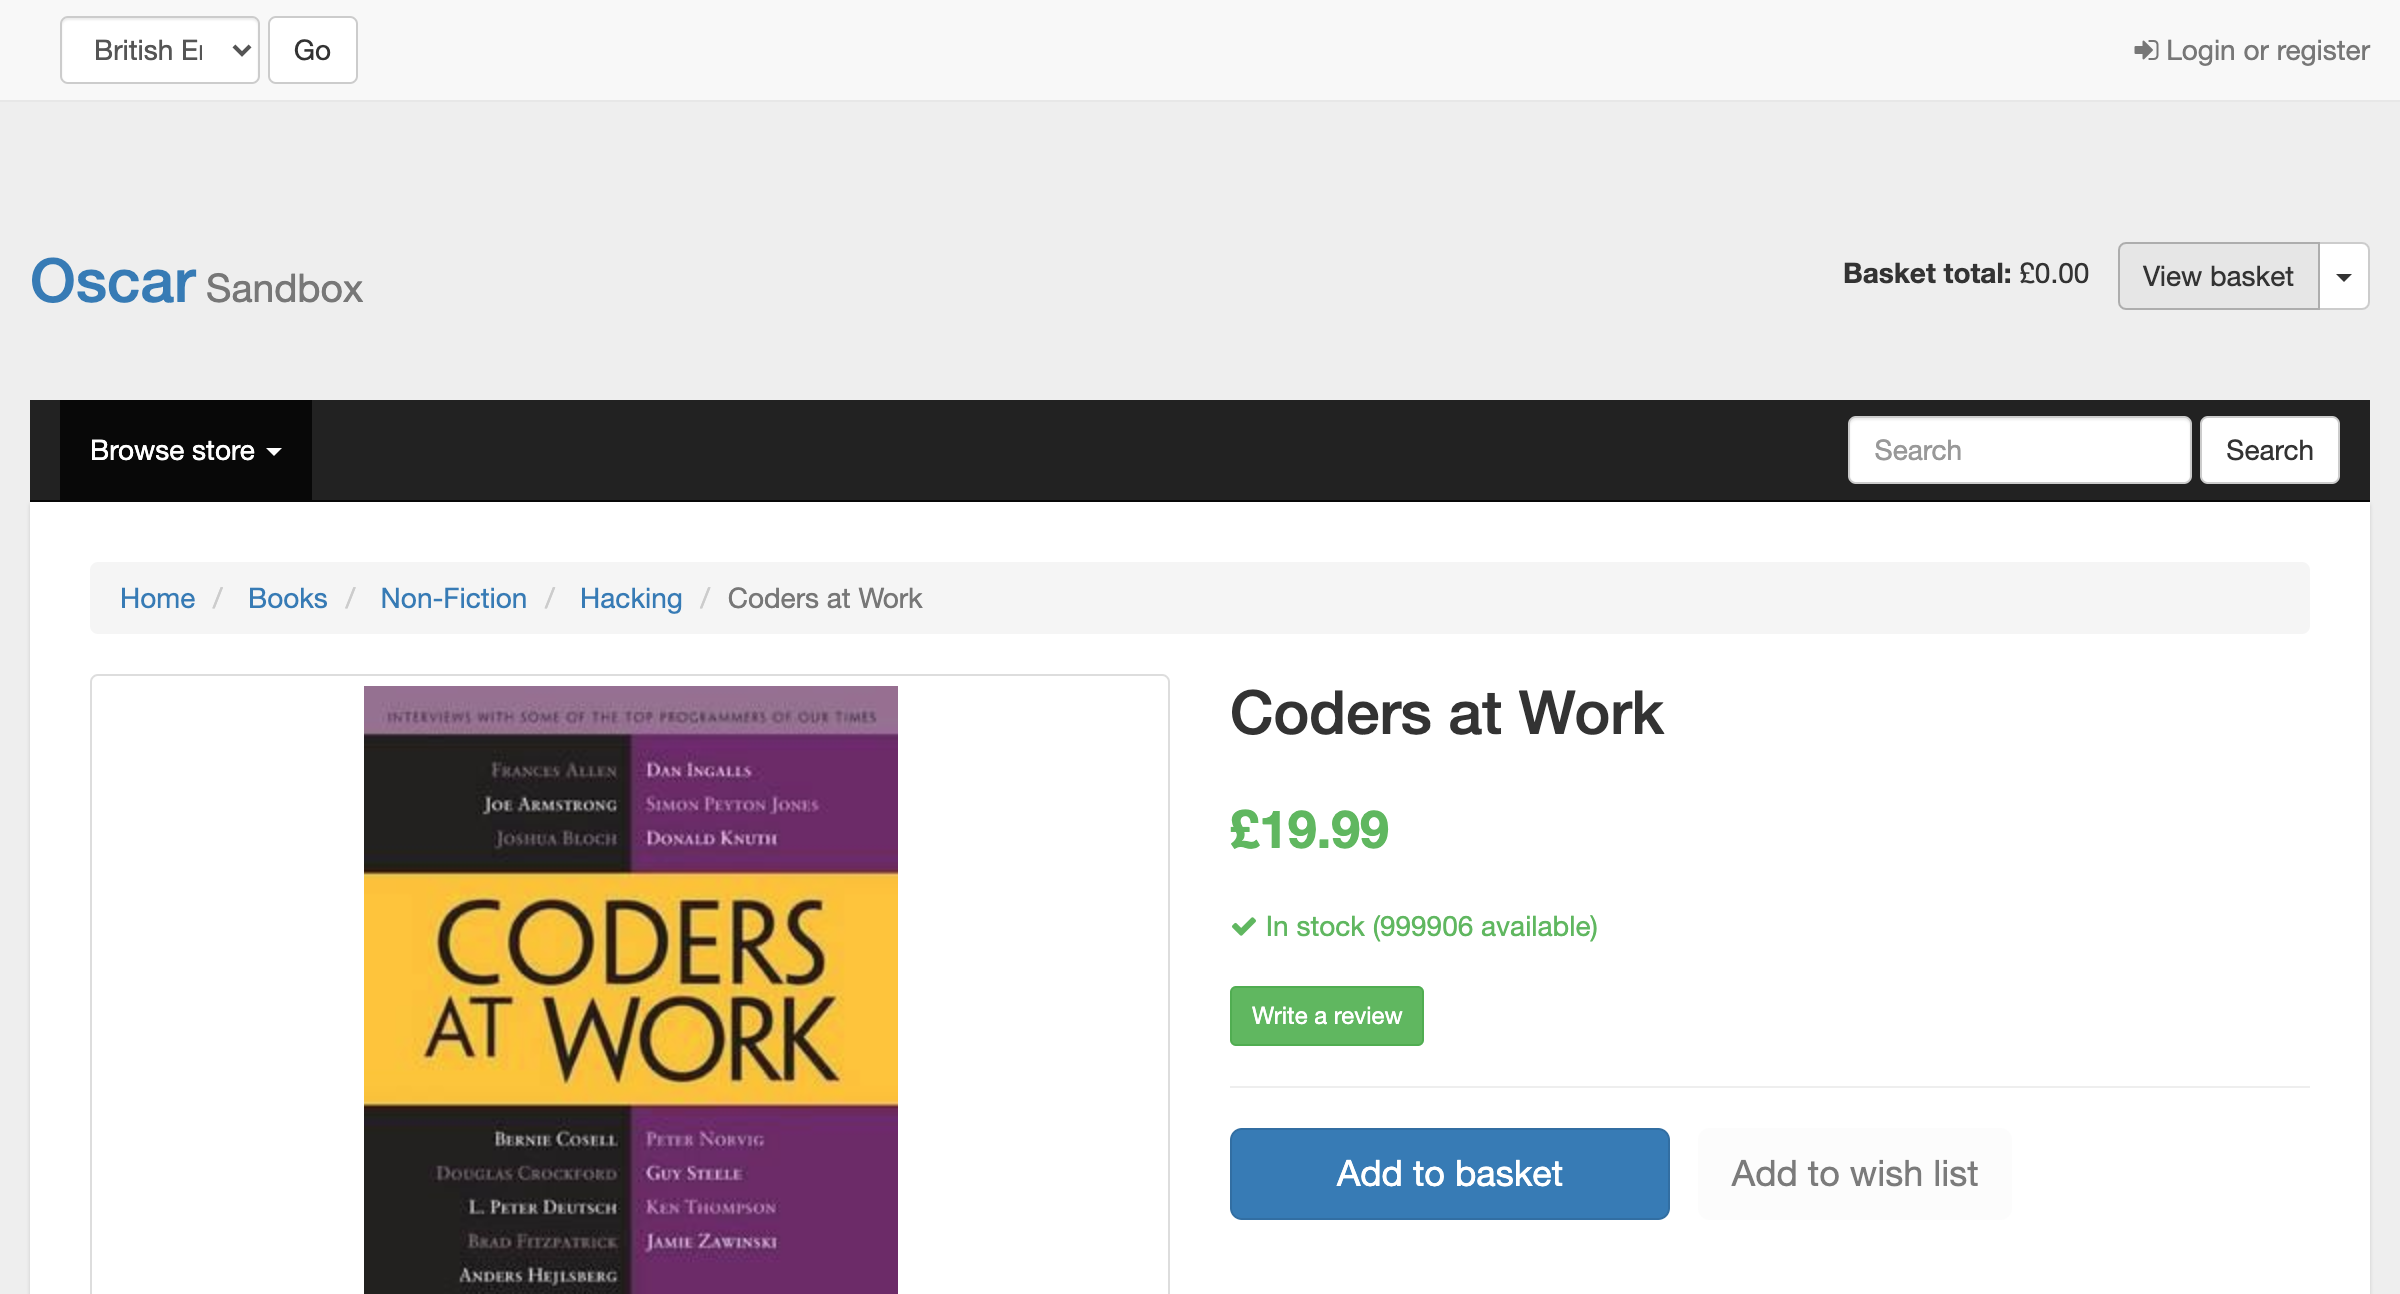 British Er
Go
Login or register
Oscar Sandbox
Basket total: £0.00
View basket
Browse store
Search
Search
Home / Books / Non-Fiction / Hacking / Coders at Work
INTERVIEWS WITH SOME OF THE TOP PROGRAMMERS OF OUR TIMES
FRANCES ALLEN
JOE ARMSTRONG
JOSHUA BLOCH
DAN INGALLS
SIMON PEYTON JONES
DONALD KNUTH
CODERS
AT WORK
BERNIE COSELL
DOUGLAS CROCKFORD
L. PETER DEUTSCH
BRAD FITZPATRICK
ANDERS HEJLSBERG
PETER NORVIG
GUY STEELE
KEN THOMPSON
JAMIE ZAWINSKI
Coders at Work
£19.99
In stock (999906 available)
Write a review
Add to basket
Add to wish list